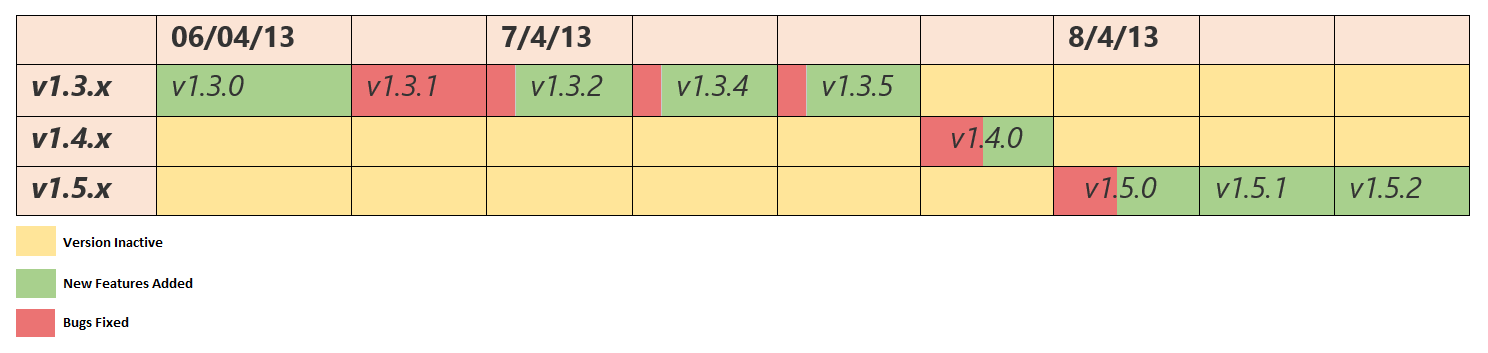 06/04/13 7/4/13 8/4/13
v1.3.x v1.3.0 v1.3.1 v1.3.2 v1.3.4 v1.3.5
v1.4.x v1.4.0
v1.5.x v1.5.0 v1.5.1 v1.5.2
Version Inactive
New Features Added
Bugs Fixed